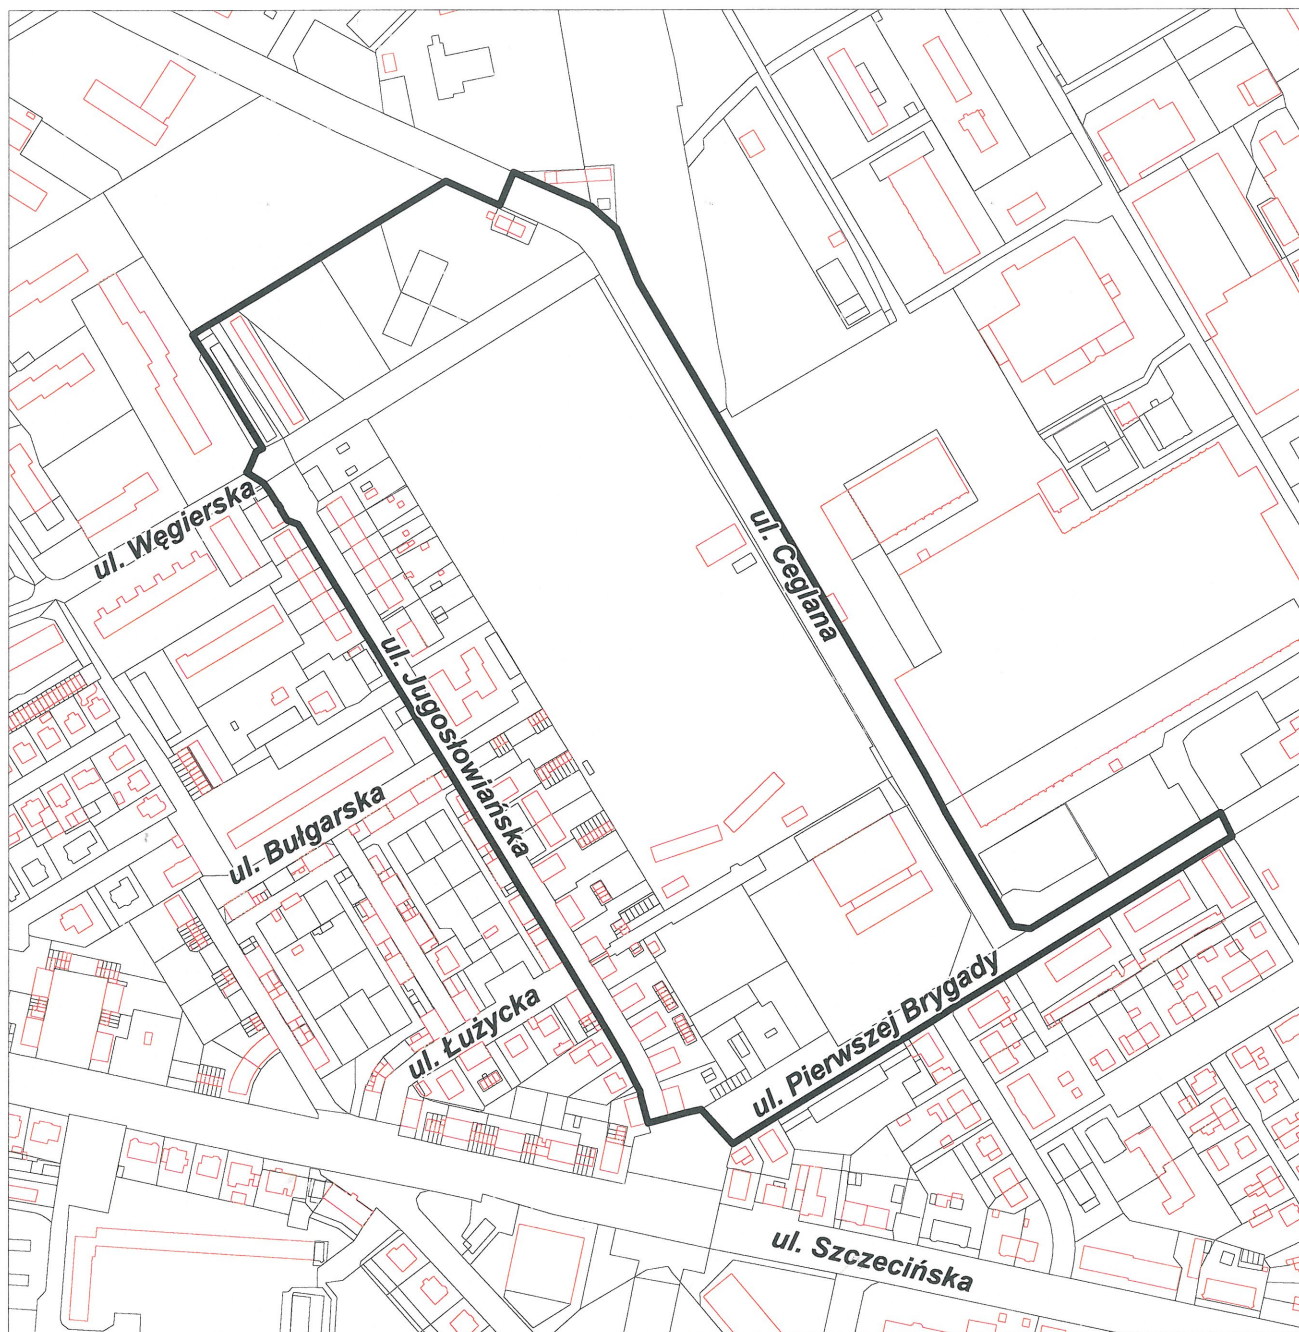 ul. Węgierska
ul. Ceglana
ul. Jugosłowiańska
ul. Bułgarska
ul. Łużycka
ul. Pierwszej Brygady
ul. Szczecińska